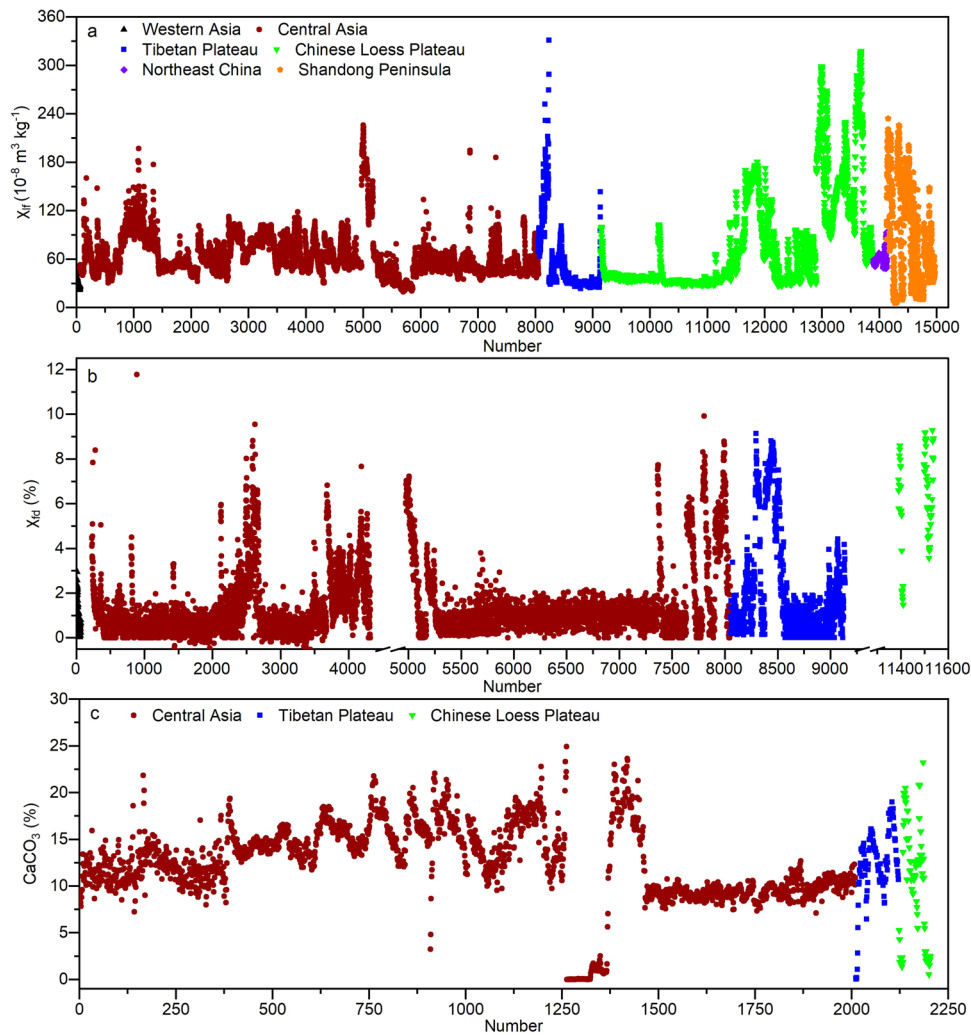 360
300
240
180
120
60
0
χlf (10⁻⁸ m³ kg⁻¹)
a
Western Asia Central Asia
Tibetan Plateau Chinese Loess Plateau
Northeast China Shandong Peninsula
0 1000 2000 3000 4000 5000 6000 7000 8000 9000 10000 11000 12000 13000 14000 15000
Number
12
10
8
6
4
2
0
χfd (%)
b
0 1000 2000 3000 4000 5000 5500 6000 6500 7000 7500 8000 8500 9000 11400 11600
Number
30
25
20
15
10
5
0
CaCO₃ (%)
c Central Asia Tibetan Plateau Chinese Loess Plateau
0 250 500 750 1000 1250 1500 1750 2000 2250
Number